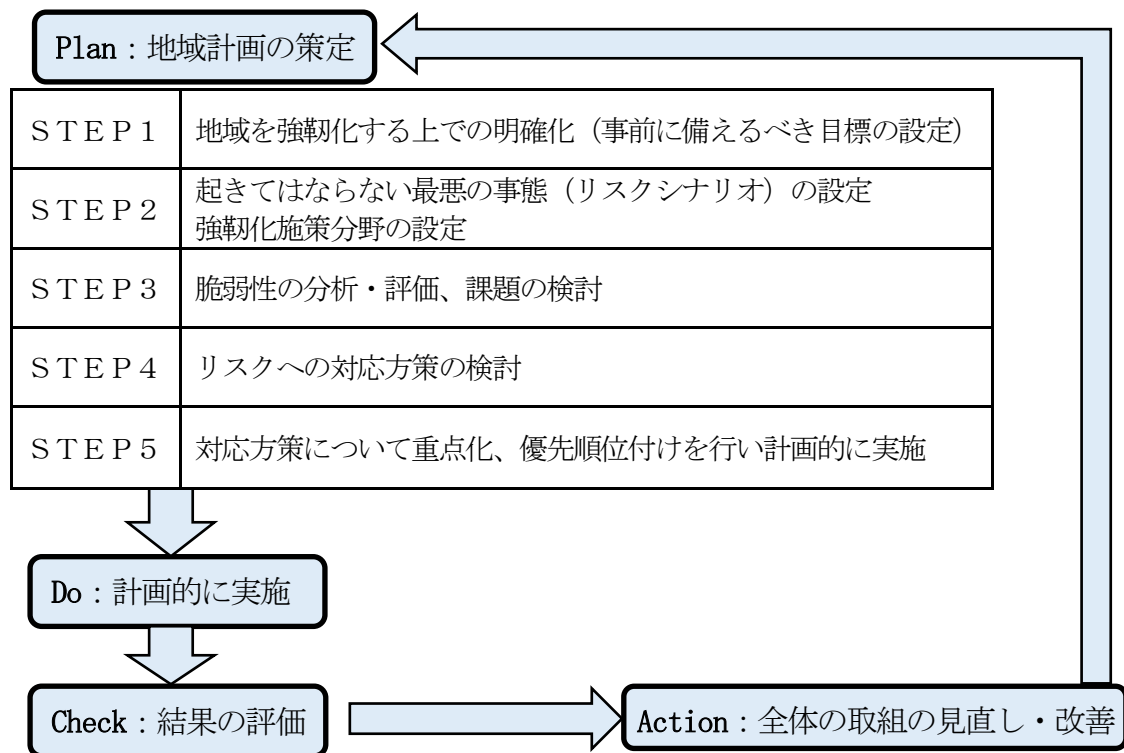 Plan：地域計画の策定
ＳＴＥＰ１ 地域を強靱化する上での明確化（事前に備えるべき目標の設定）
ＳＴＥＰ２ 起きてはならない最悪の事態（リスクシナリオ）の設定
強靱化施策分野の設定
ＳＴＥＰ３ 脆弱性の分析・評価、課題の検討
ＳＴＥＰ４ リスクへの対応方策の検討
ＳＴＥＰ５ 対応方策について重点化、優先順位付けを行い計画的に実施
Do：計画的に実施
Check：結果の評価
Action：全体の取組の見直し・改善